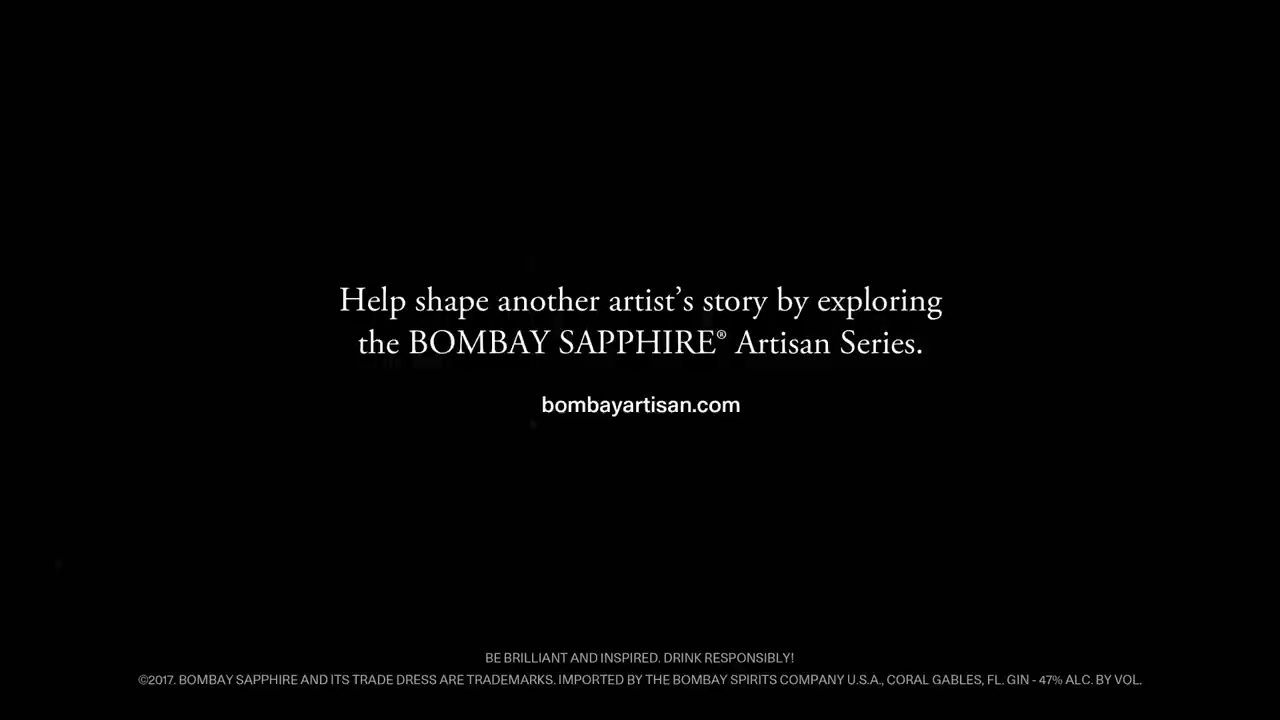 Help shape another artist’s story by exploring
the BOMBAY SAPPHIRE® Artisan Series.
bombayartisan.com
BE BRILLIANT AND INSPIRED. DRINK RESPONSIBLY!
©2017. BOMBAY SAPPHIRE AND ITS TRADE DRESS ARE TRADEMARKS. IMPORTED BY THE BOMBAY SPIRITS COMPANY U.S.A., CORAL GABLES, FL. GIN - 47% ALC. BY VOL.